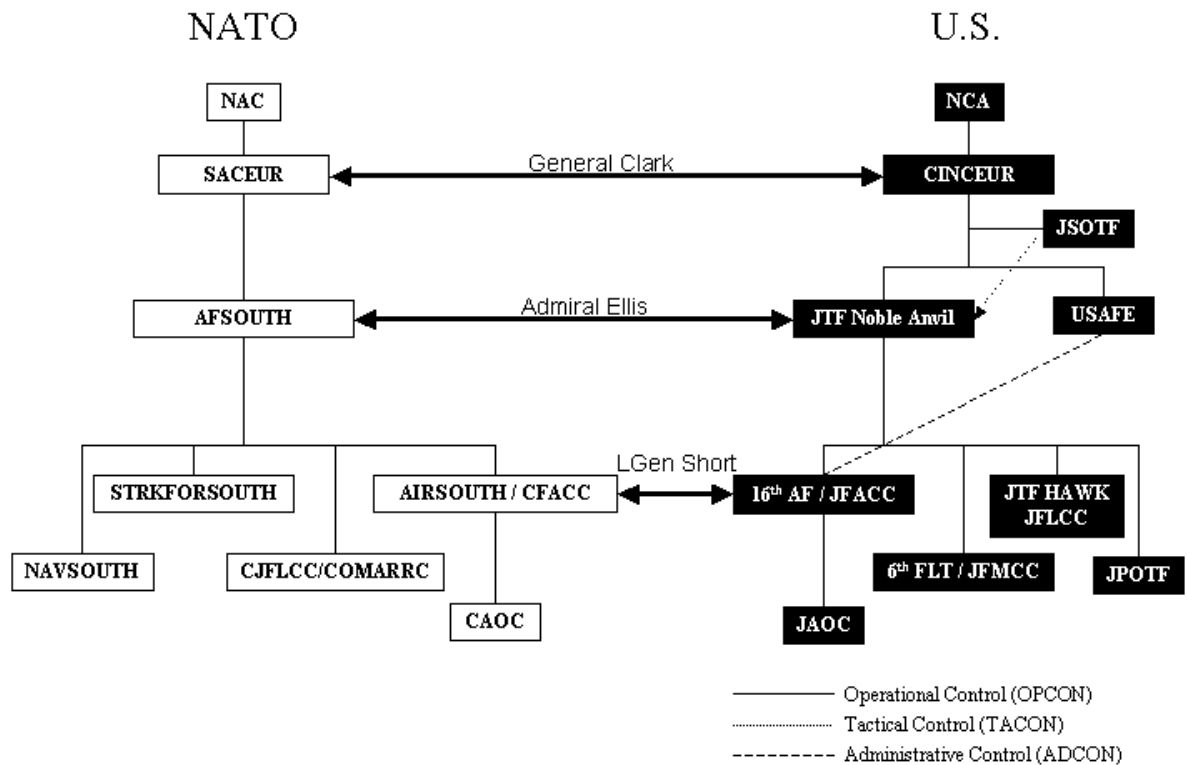 NATO
U.S.
NAC
NCA
SACEUR
General Clark
CINCEUR
JSOTF
AFSOUTH
Admiral Ellis
JTF Noble Anvil
USAFE
LGen Short
STRKFORSOUTH
AIRSOUTH / CFACC
16th AF / JFACC
JTF HAWK
JFLCC
NAVSOUTH
CJFLCC/COMARRC
6th FLT / JFMCC
JPOTF
CAOC
JAOC
Operational Control (OPCON)
Tactical Control (TACON)
Administrative Control (ADCON)